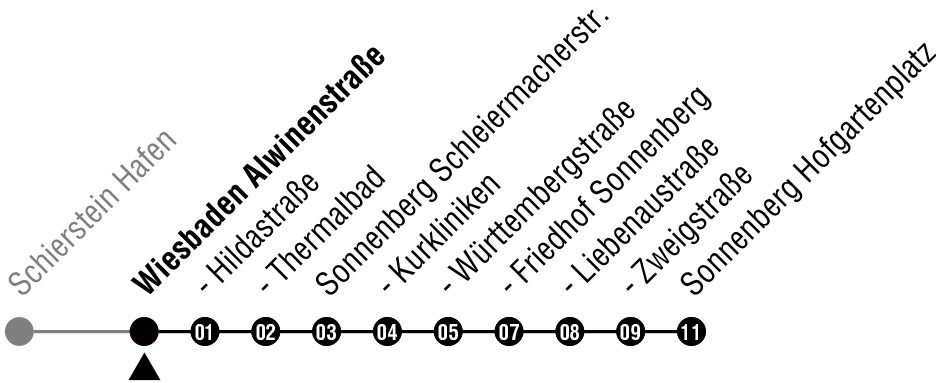 Schierstein Hafen
Wiesbaden Alwinenstraße
- Hildastraße
- Thermalbad
Sonnenberg Schleiermacherstr.
- Kurkliniken
- Württembergstraße
- Friedhof Sonnenberg
- Liebenaustraße
- Zweigstraße
Sonnenberg Hofgartenplatz
01 02 03 04 05 07 08 09 11